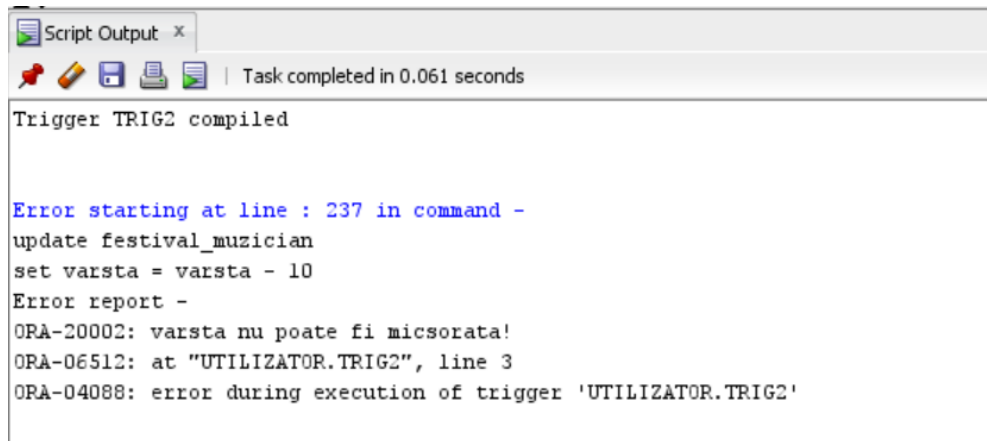 Script Output x
Task completed in 0.061 seconds
Trigger TRIG2 compiled
Error starting at line : 237 in command -
update festival_muzician
set varsta = varsta - 10
Error report -
ORA-20002: varsta nu poate fi micsorata!
ORA-06512: at "UTILIZATOR.TRIG2", line 3
ORA-04088: error during execution of trigger 'UTILIZATOR.TRIG2'